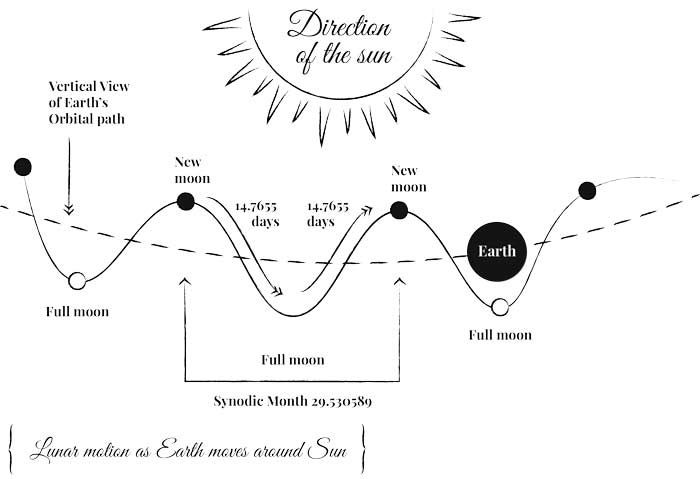 Direction
of the sun
Vertical View
of Earth's
Orbital path
New
moon
14.7655
days
14.7655
days
New
moon
Earth
Full moon
Full moon
Full moon
Synodic Month 29.530589
Lunar motion as Earth moves around Sun